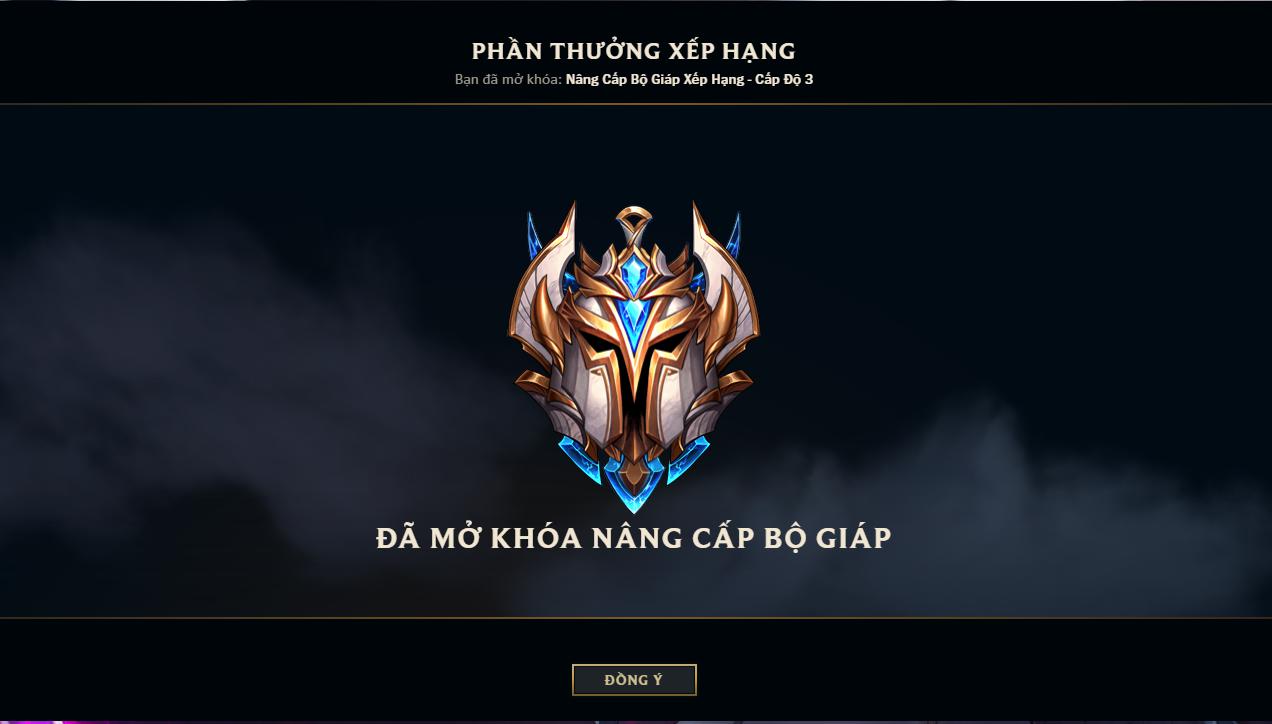 PHẦN THƯỞNG XẾP HẠNG
Bạn đã mở khóa: Nâng Cấp Bộ Giáp Xếp Hạng - Cấp Độ 3
ĐÃ MỞ KHÓA NÂNG CẤP BỘ GIÁP
ĐỒNG Ý